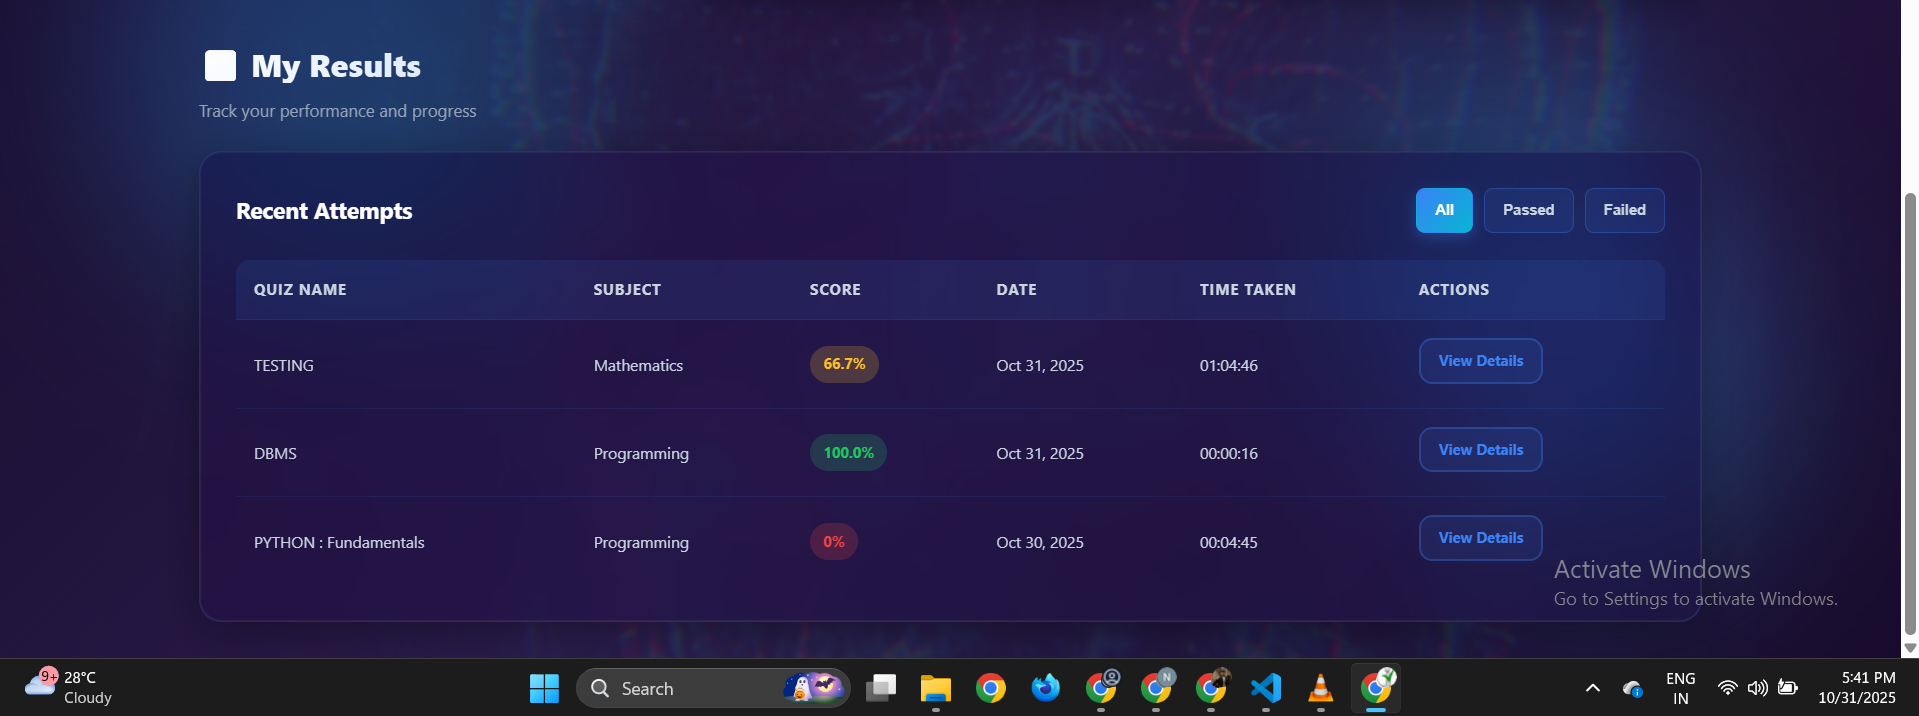 My Results
Track your performance and progress
Recent Attempts
All Passed Failed
QUIZ NAME SUBJECT SCORE DATE TIME TAKEN ACTIONS
TESTING Mathematics 66.7% Oct 31, 2025 01:04:46 View Details
DBMS Programming 100.0% Oct 31, 2025 00:00:16 View Details
PYTHON : Fundamentals Programming 0% Oct 30, 2025 00:04:45 View Details
Activate Windows
Go to Settings to activate Windows.
9+ 28°C
Cloudy
Search
N
ENG
IN
5:41 PM
10/31/2025